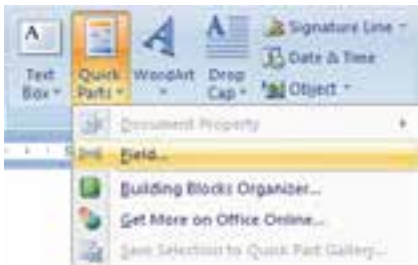 A A A Signature Line
Date & Time
Object
Text Box Quick Parts WordArt Drop Cap
Document Property
Field...
Building Blocks Organizer...
Get More on Office Online...
Save Selection to Quick Part Gallery...